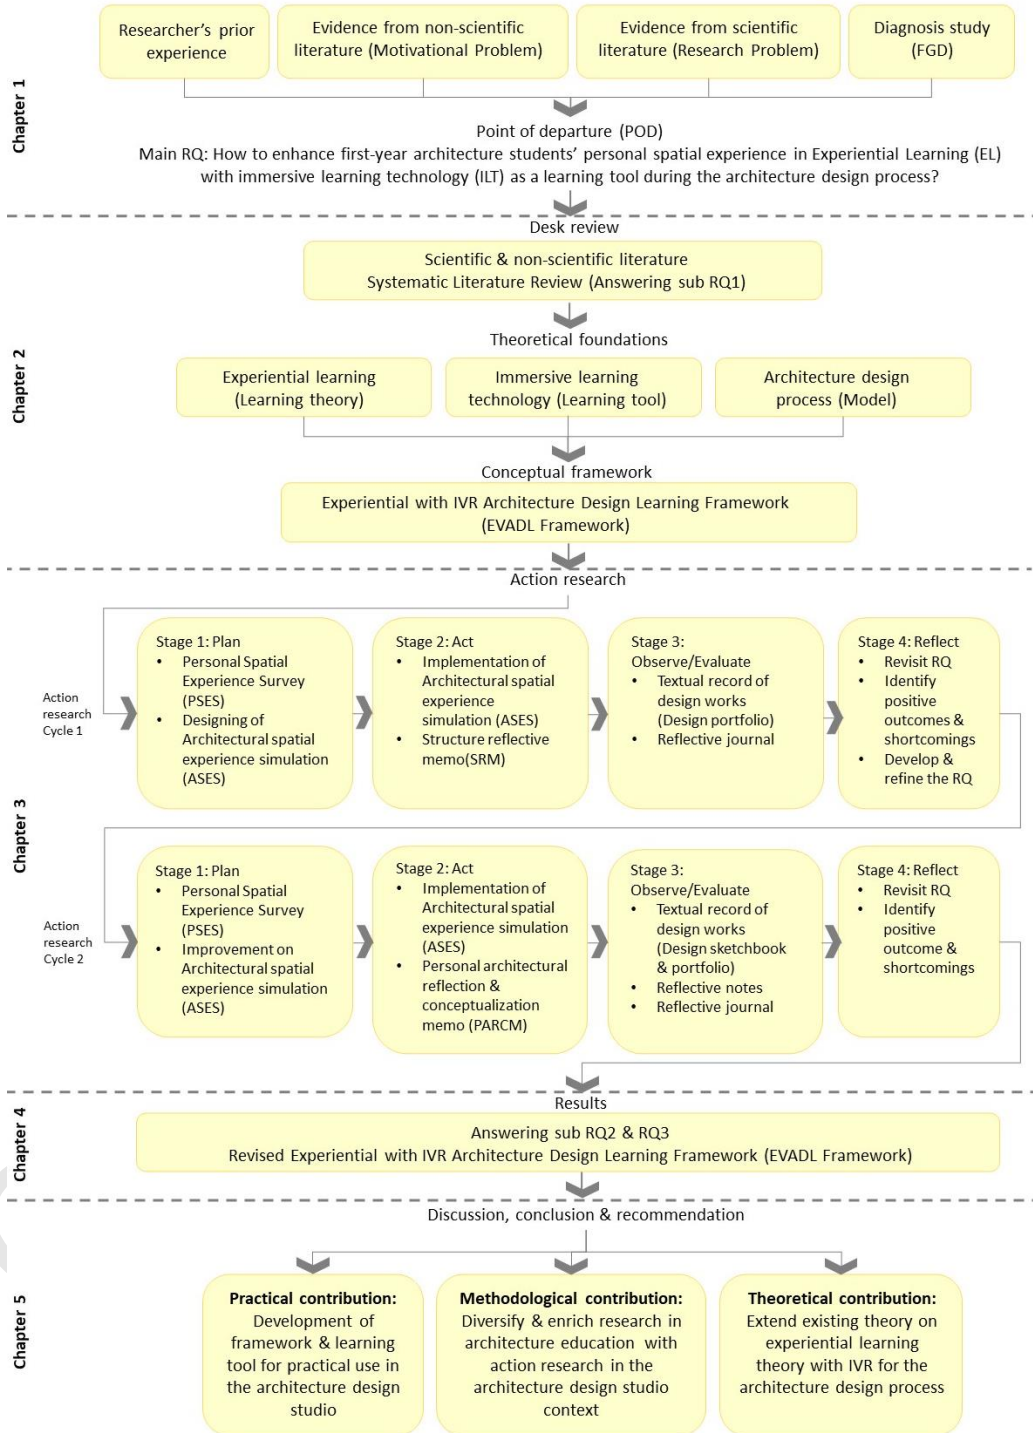 Chapter 1
Researcher’s prior
experience
Evidence from non-scientific
literature (Motivational Problem)
Evidence from scientific
literature (Research Problem)
Diagnosis study
(FGD)
Point of departure (POD)
Main RQ: How to enhance first-year architecture students’ personal spatial experience in Experiential Learning (EL)
with immersive learning technology (ILT) as a learning tool during the architecture design process?
Chapter 2
Desk review
Scientific & non-scientific literature
Systematic Literature Review (Answering sub RQ1)
Theoretical foundations
Experiential learning
(Learning theory)
Immersive learning
technology (Learning tool)
Architecture design
process (Model)
Conceptual framework
Experiential with IVR Architecture Design Learning Framework
(EVADL Framework)
Chapter 3
Action research
Action
research
Cycle 1
Stage 1: Plan
• Personal Spatial
Experience Survey
(PSES)
• Designing of
Architectural spatial
experience simulation
(ASES)
Stage 2: Act
• Implementation of
Architectural spatial
experience
simulation (ASES)
• Structure reflective
memo(SRM)
Stage 3:
Observe/Evaluate
• Textual record of
design works
(Design portfolio)
• Reflective journal
Stage 4: Reflect
• Revisit RQ
• Identify
positive
outcomes &
shortcomings
• Develop &
refine the RQ
Action
research
Cycle 2
Stage 1: Plan
• Personal Spatial
Experience Survey
(PSES)
• Improvement on
Architectural spatial
experience simulation
(ASES)
Stage 2: Act
• Implementation of
Architectural spatial
experience simulation
(ASES)
• Personal architectural
reflection &
conceptualization
memo (PARCM)
Stage 3:
Observe/Evaluate
• Textual record of
design works
(Design sketchbook
& portfolio)
• Reflective notes
• Reflective journal
Stage 4: Reflect
• Revisit RQ
• Identify
positive
outcome &
shortcomings
Chapter 4
Results
Answering sub RQ2 & RQ3
Revised Experiential with IVR Architecture Design Learning Framework (EVADL Framework)
Chapter 5
Discussion, conclusion & recommendation
Practical contribution:
Development of
framework & learning
tool for practical use in
the architecture design
studio
Methodological contribution:
Diversify & enrich research in
architecture education with
action research in the
architecture design studio
context
Theoretical contribution:
Extend existing theory on
experiential learning
theory with IVR for the
architecture design process